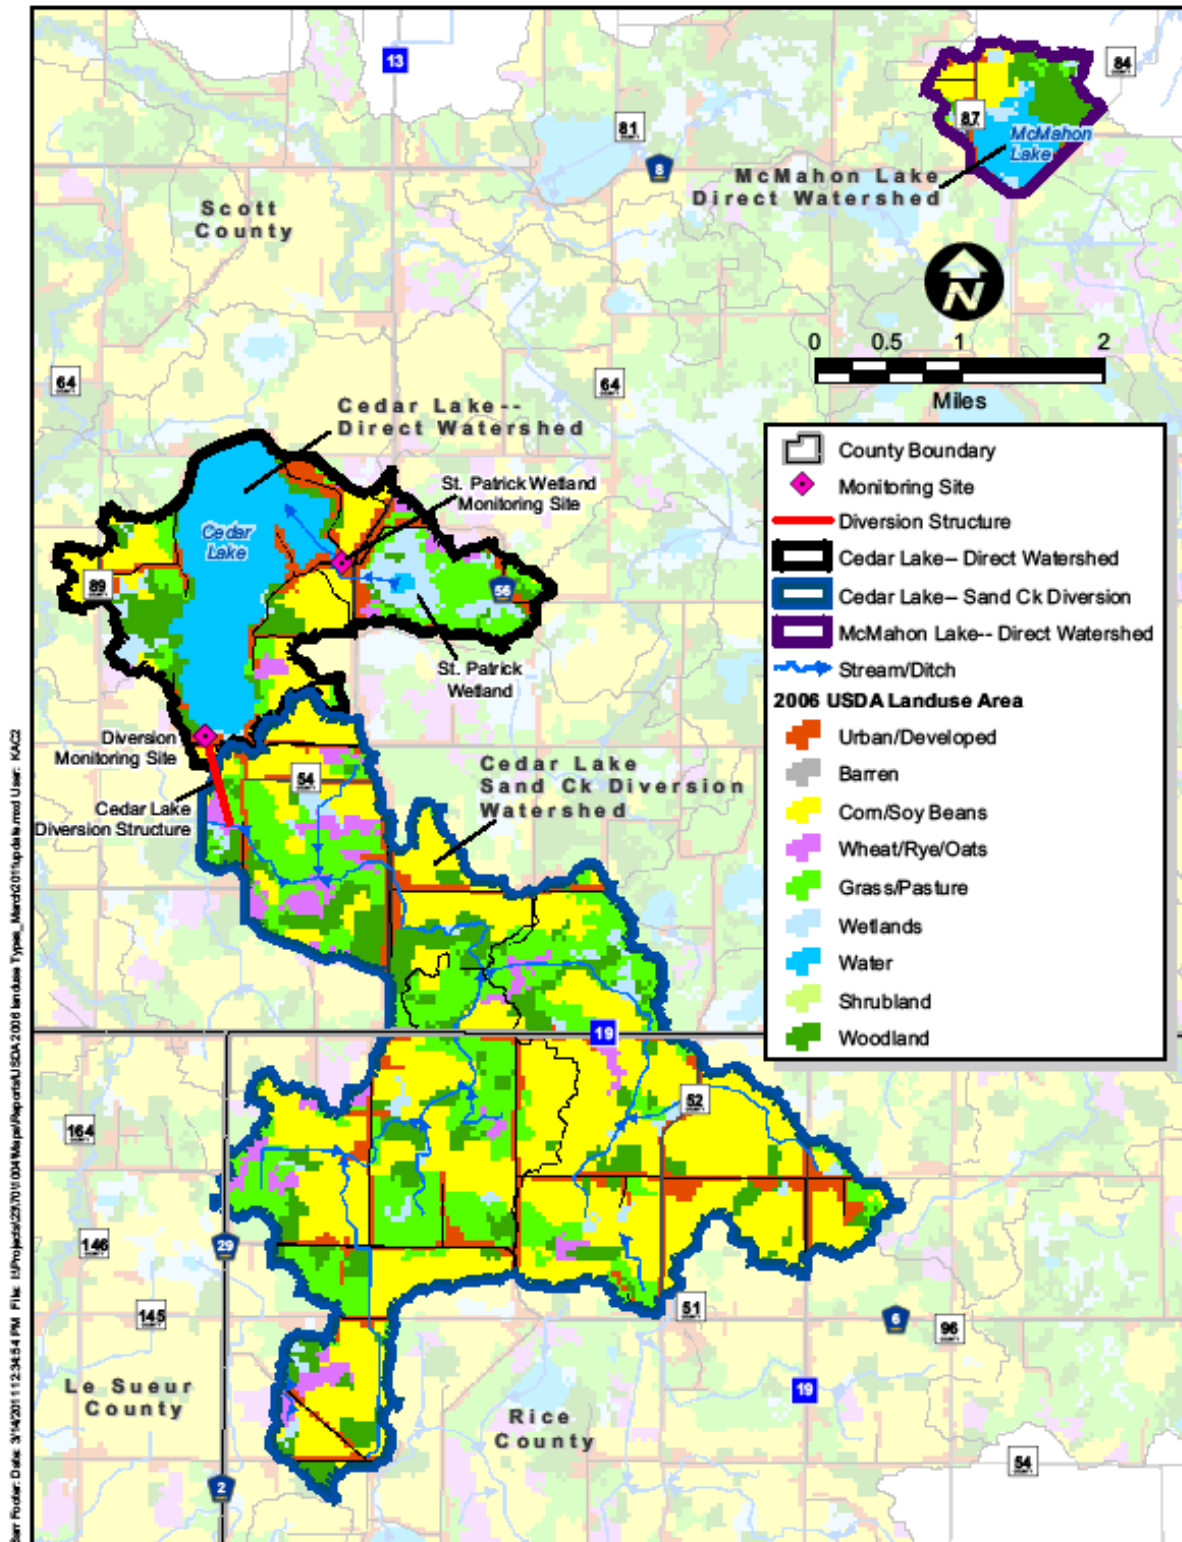 13
84
81
87
McMahon
Lake
8
McMahon Lake
Direct Watershed
Scott
County
N
0 0.5 1 2
Miles
64
64
Cedar Lake--
Direct Watershed
County Boundary
Monitoring Site
Diversion Structure
Cedar Lake-- Direct Watershed
Cedar Lake-- Sand Ck Diversion
McMahon Lake-- Direct Watershed
Stream/Ditch
2006 USDA Landuse Area
Urban/Developed
Barren
Corn/Soy Beans
Wheat/Rye/Oats
Grass/Pasture
Wetlands
Water
Shrubland
Woodland
St. Patrick Wetland
Monitoring Site
Cedar
Lake
89
56
St. Patrick
Wetland
Diversion
Monitoring Site
54
Cedar Lake
Sand Ck Diversion
Watershed
Cedar Lake
Diversion Structure
19
52
164
146
29
145
51
6
96
Le Sueur
County
19
Rice
County
54
2